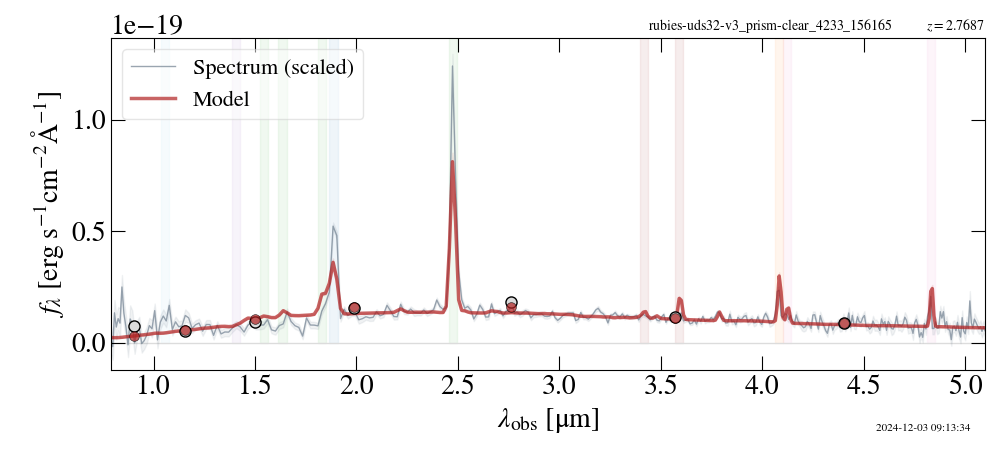 1e−19
rubies-uds32-v3_prism-clear_4233_156165 z = 2.7687
Spectrum (scaled)
Model
1.0
0.5
0.0
fλ [erg s⁻¹cm⁻²Å⁻¹]
1.0 1.5 2.0 2.5 3.0 3.5 4.0 4.5 5.0
λobs [μm]
2024-12-03 09:13:34